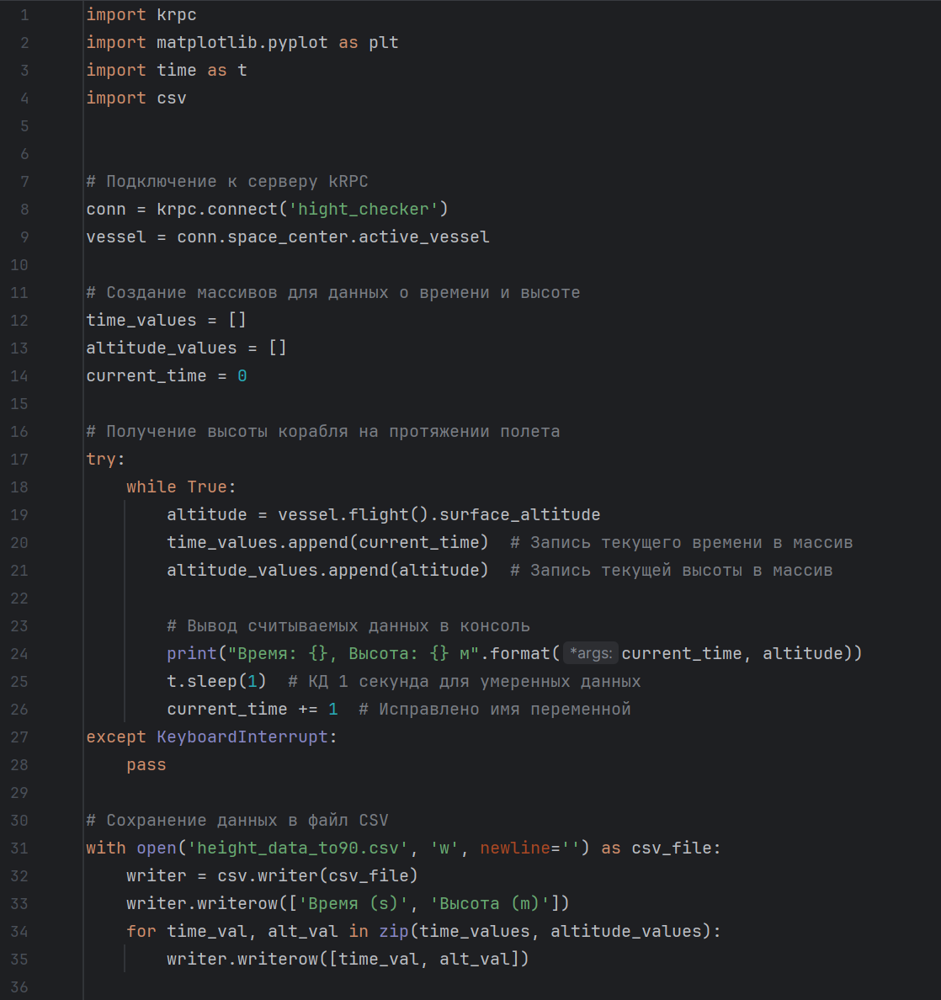 1 import krpc
2 import matplotlib.pyplot as plt
3 import time as t
4 import csv
5
6
7 # Подключение к серверу kRPC
8 conn = krpc.connect('hight_checker')
9 vessel = conn.space_center.active_vessel
10
11 # Создание массивов для данных о времени и высоте
12 time_values = []
13 altitude_values = []
14 current_time = 0
15
16 # Получение высоты корабля на протяжении полета
17 try:
18     while True:
19         altitude = vessel.flight().surface_altitude
20         time_values.append(current_time)  # Запись текущего времени в массив
21         altitude_values.append(altitude)  # Запись текущей высоты в массив
22
23         # Вывод считываемых данных в консоль
24         print("Время: {}, Высота: {} м".format( *args: current_time, altitude))
25         t.sleep(1)  # КД 1 секунда для умеренных данных
26         current_time += 1  # Исправлено имя переменной
27 except KeyboardInterrupt:
28     pass
29
30 # Сохранение данных в файл CSV
31 with open('height_data_to90.csv', 'w', newline='') as csv_file:
32     writer = csv.writer(csv_file)
33     writer.writerow(['Время (s)', 'Высота (m)'])
34     for time_val, alt_val in zip(time_values, altitude_values):
35         writer.writerow([time_val, alt_val])
36